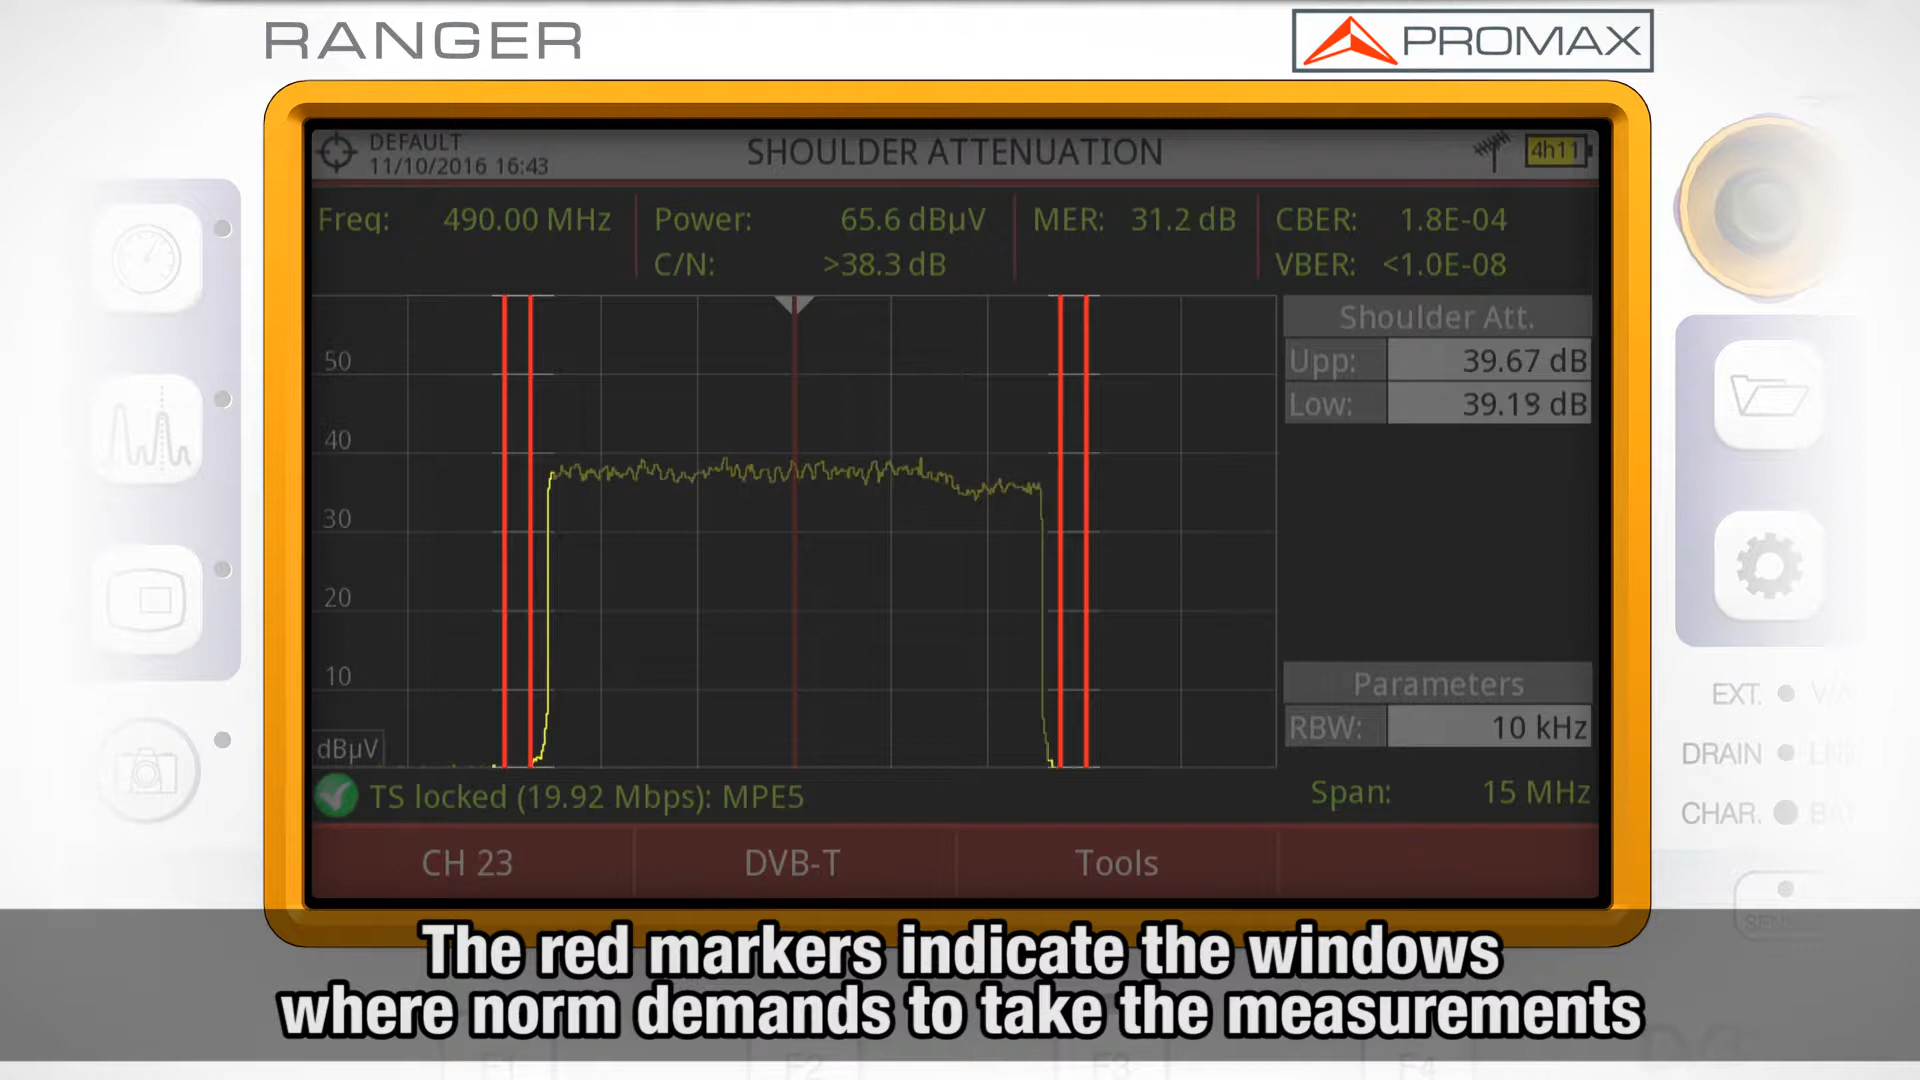 RANGER
PROMAX
DEFAULT
11/10/2016 16:43
SHOULDER ATTENUATION
4h11
Freq: 490.00 MHz
Power: 65.6 dBµV
MER: 31.2 dB
CBER: 1.8E-04
C/N: >38.3 dB
VBER: <1.0E-08
50
40
30
20
10
dBµV
Shoulder Att.
Upp: 39.67 dB
Low: dB
Parameters
RBW: 10 kHz
TS locked (19.92 Mbps): MPE5
Span: 15 MHz
CH 23
DVB-T
Tools
EXT.
DRAIN
CHAR.
The red markers indicate the windows
where norm demands to take the measurements